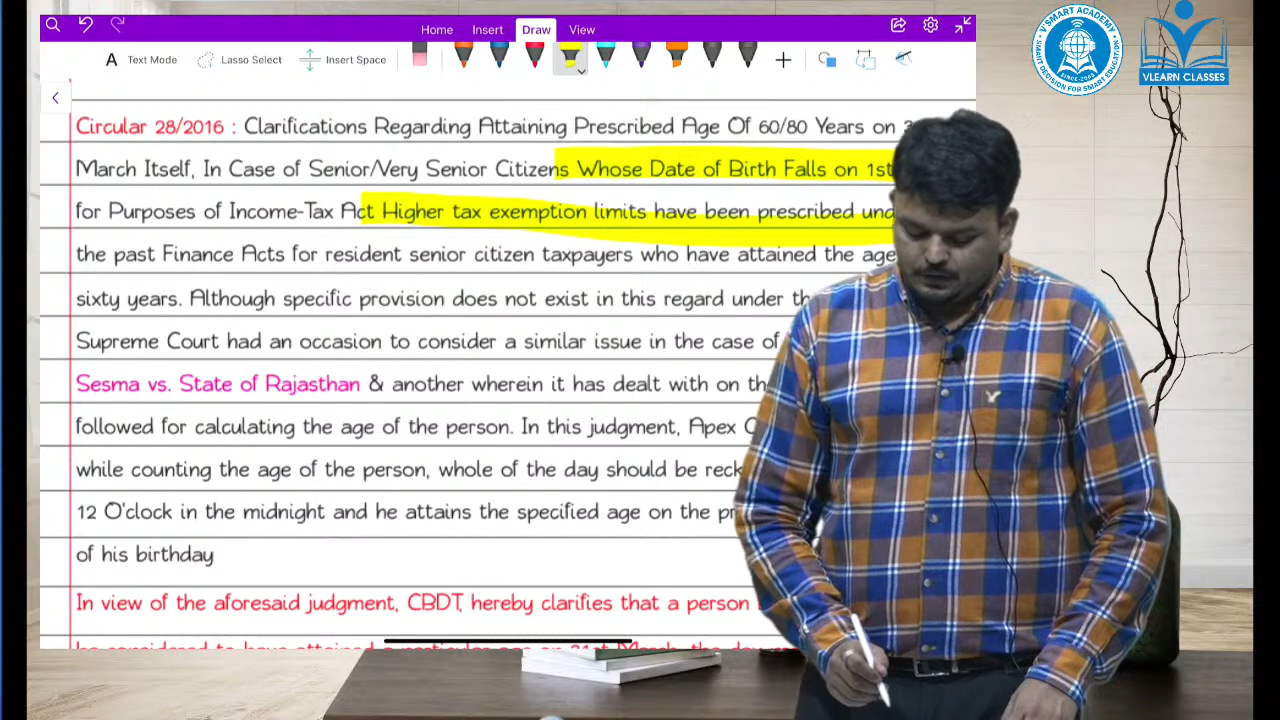 Home Insert Draw View
Text Mode Lasso Select Insert Space
V'SMART ACADEMY
SMART DECISION FOR SMART EDUCATION
SINCE-2005
VLEARN CLASSES
Circular 28/2016 : Clarifications Regarding Attaining Prescribed Age Of 60/80 Years on
March Itself, In Case of Senior/Very Senior Citizens Whose Date of Birth Falls on 1st
for Purposes of Income-Tax Act Higher tax exemption limits have been prescribed
the past Finance Acts for resident senior citizen taxpayers who have attained the age
sixty years. Although specific provision does not exist in this regard under
Supreme Court had an occasion to consider a similar issue in the case of
Sesma vs. State of Rajasthan & another wherein it has dealt with on
followed for calculating the age of the person. In this judgment, Apex
while counting the age of the person, whole of the day should be
12 O'clock in the midnight and he attains the specified age on the
of his birthday
In view of the aforesaid judgment, CBDT, hereby clarifies that a person